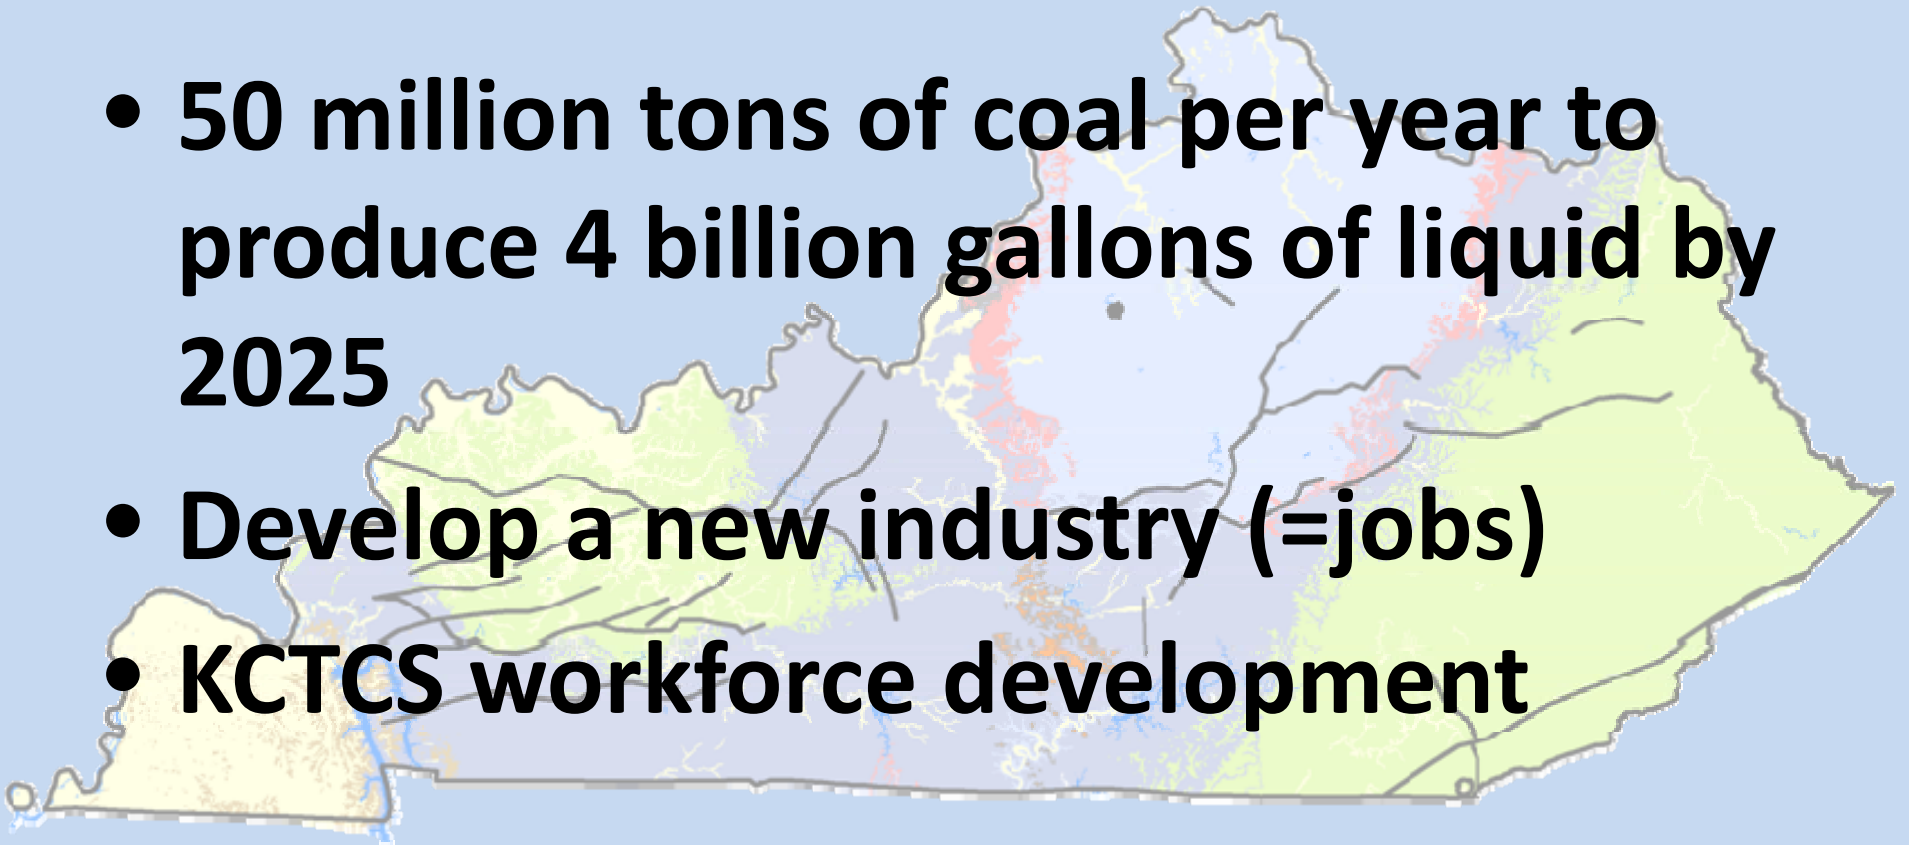 • 50 million tons of coal per year to
produce 4 billion gallons of liquid by
2025
• Develop a new industry (=jobs)
• KCTCS workforce development